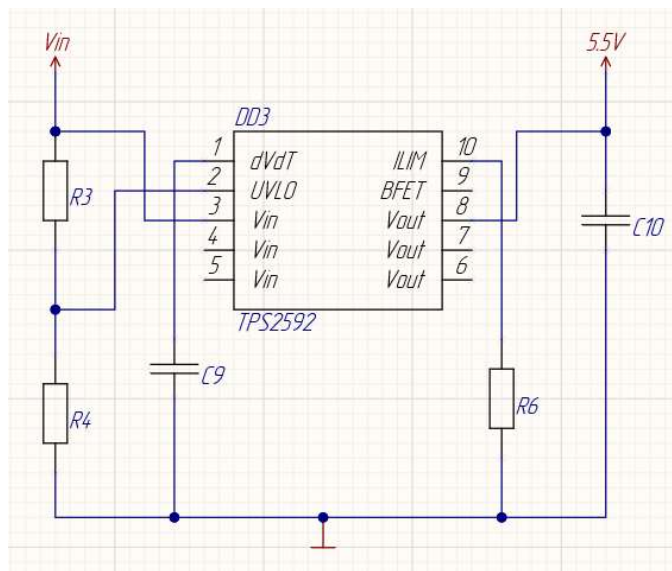 Vin
5.5V
DD3
1 dVdT ILIM 10
2 UVLO BFET 9
R3
3 Vin Vout 8
C10
4 Vin Vout 7
5 Vin Vout 6
TPS2592
C9
R4
R6